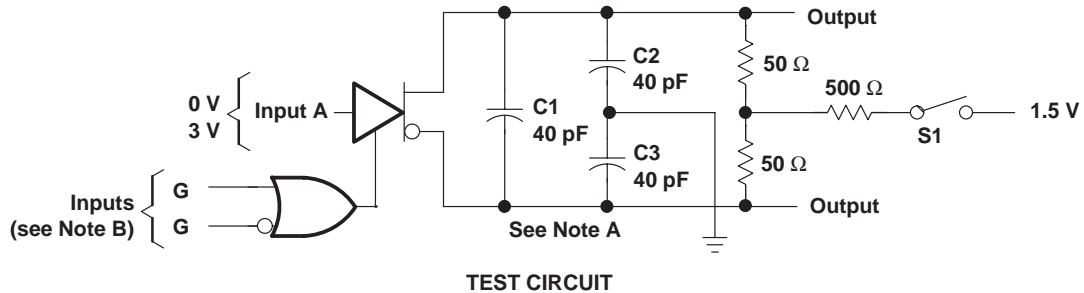 Output
C2
40 pF
50 Ω
500 Ω
0 V
3 V
Input A
C1
40 pF
1.5 V
S1
C3
40 pF
50 Ω
Inputs
(see Note B)
G
G
Output
See Note A
TEST CIRCUIT